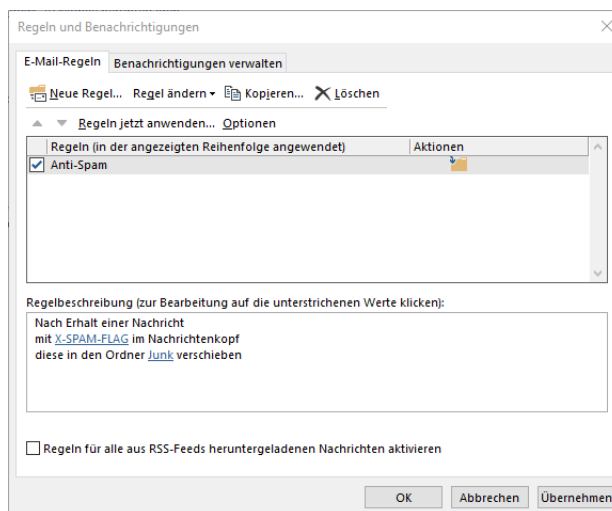 Regeln und Benachrichtigungen
E-Mail-Regeln Benachrichtigungen verwalten
Neue Regel... Regel ändern Kopieren... Löschen
Regeln jetzt anwenden... Optionen
Regeln (in der angezeigten Reihenfolge angewendet) Aktionen
Anti-Spam
Regelbeschreibung (zur Bearbeitung auf die unterstrichenen Werte klicken):
Nach Erhalt einer Nachricht
mit X-SPAM-FLAG im Nachrichtenkopf
diese in den Ordner Junk verschieben
Regeln für alle aus RSS-Feeds heruntergeladenen Nachrichten aktivieren
OK Abbrechen Übernehmen